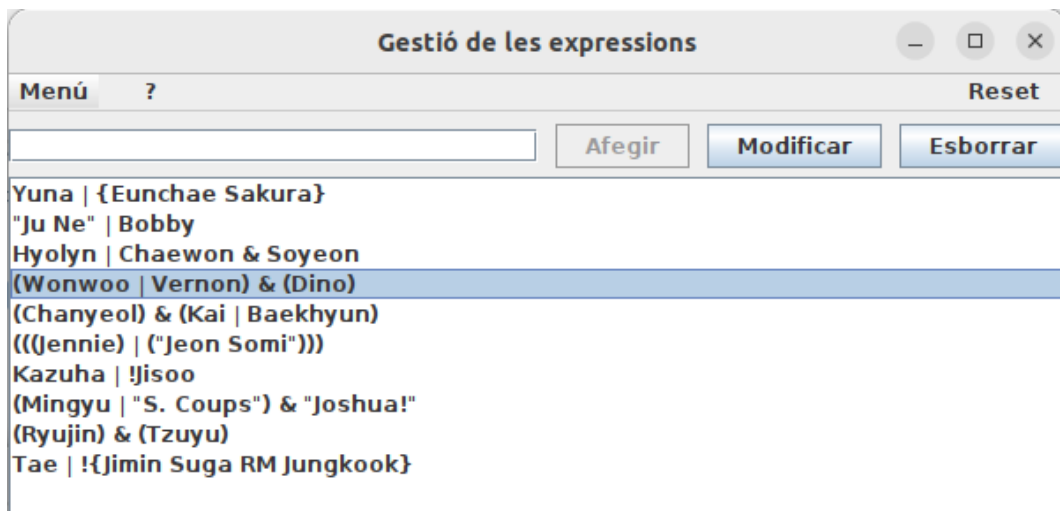 Gestió de les expressions
Menú ? Reset
Afegir Modificar Esborrar
Yuna | {Eunchae Sakura}
"Ju Ne" | Bobby
Hyolyn | Chaewon & Soyeon
(Wonwoo | Vernon) & (Dino)
(Chanyeol) & (Kai | Baekhyun)
(((Jennie) | ("Jeon Somi")))
Kazuha | !Jisoo
(Mingyu | "S. Coups") & "Joshua!"
(Ryujin) & (Tzuyu)
Tae | !{Jimin Suga RM Jungkook}